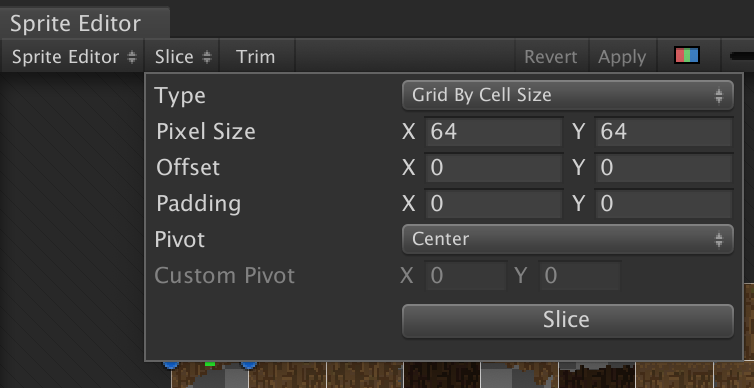 Sprite Editor
Sprite Editor Slice Trim Revert Apply
Type Grid By Cell Size
Pixel Size X 64 Y 64
Offset X 0 Y 0
Padding X 0 Y 0
Pivot Center
Custom Pivot X 0 Y 0
Slice